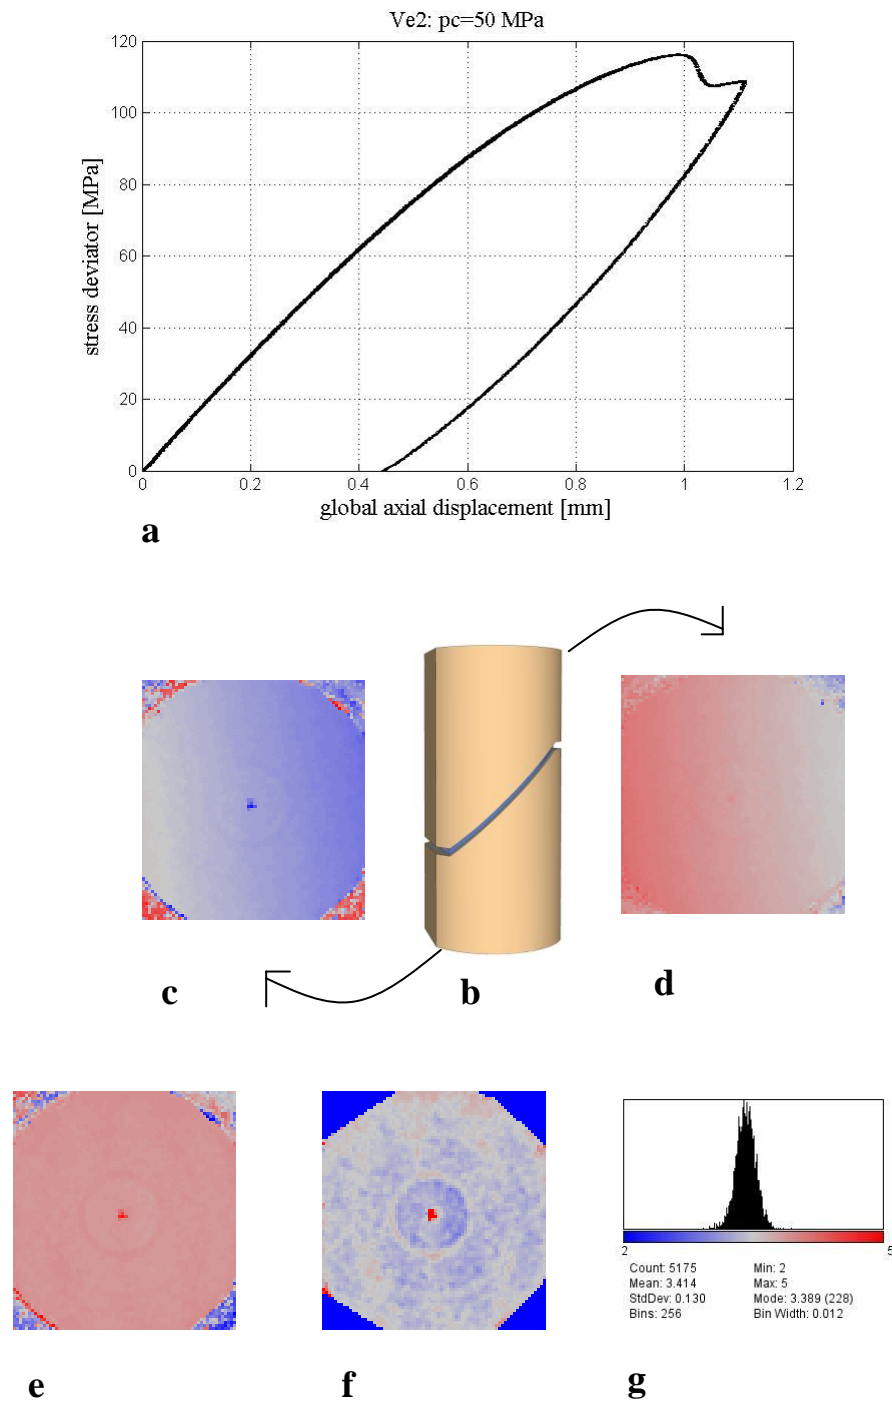 Ve2: pc=50 MPa
120
100
80
60
40
20
0
stress deviator [MPa]
0 0.2 0.4 0.6 0.8 1 1.2
global axial displacement [mm]
a
c
b
d
2 5
Count: 5175 Min: 2
Mean: 3.414 Max: 5
StdDev: 0.130 Mode: 3.389 (228)
Bins: 256 Bin Width: 0.012
e
f
g